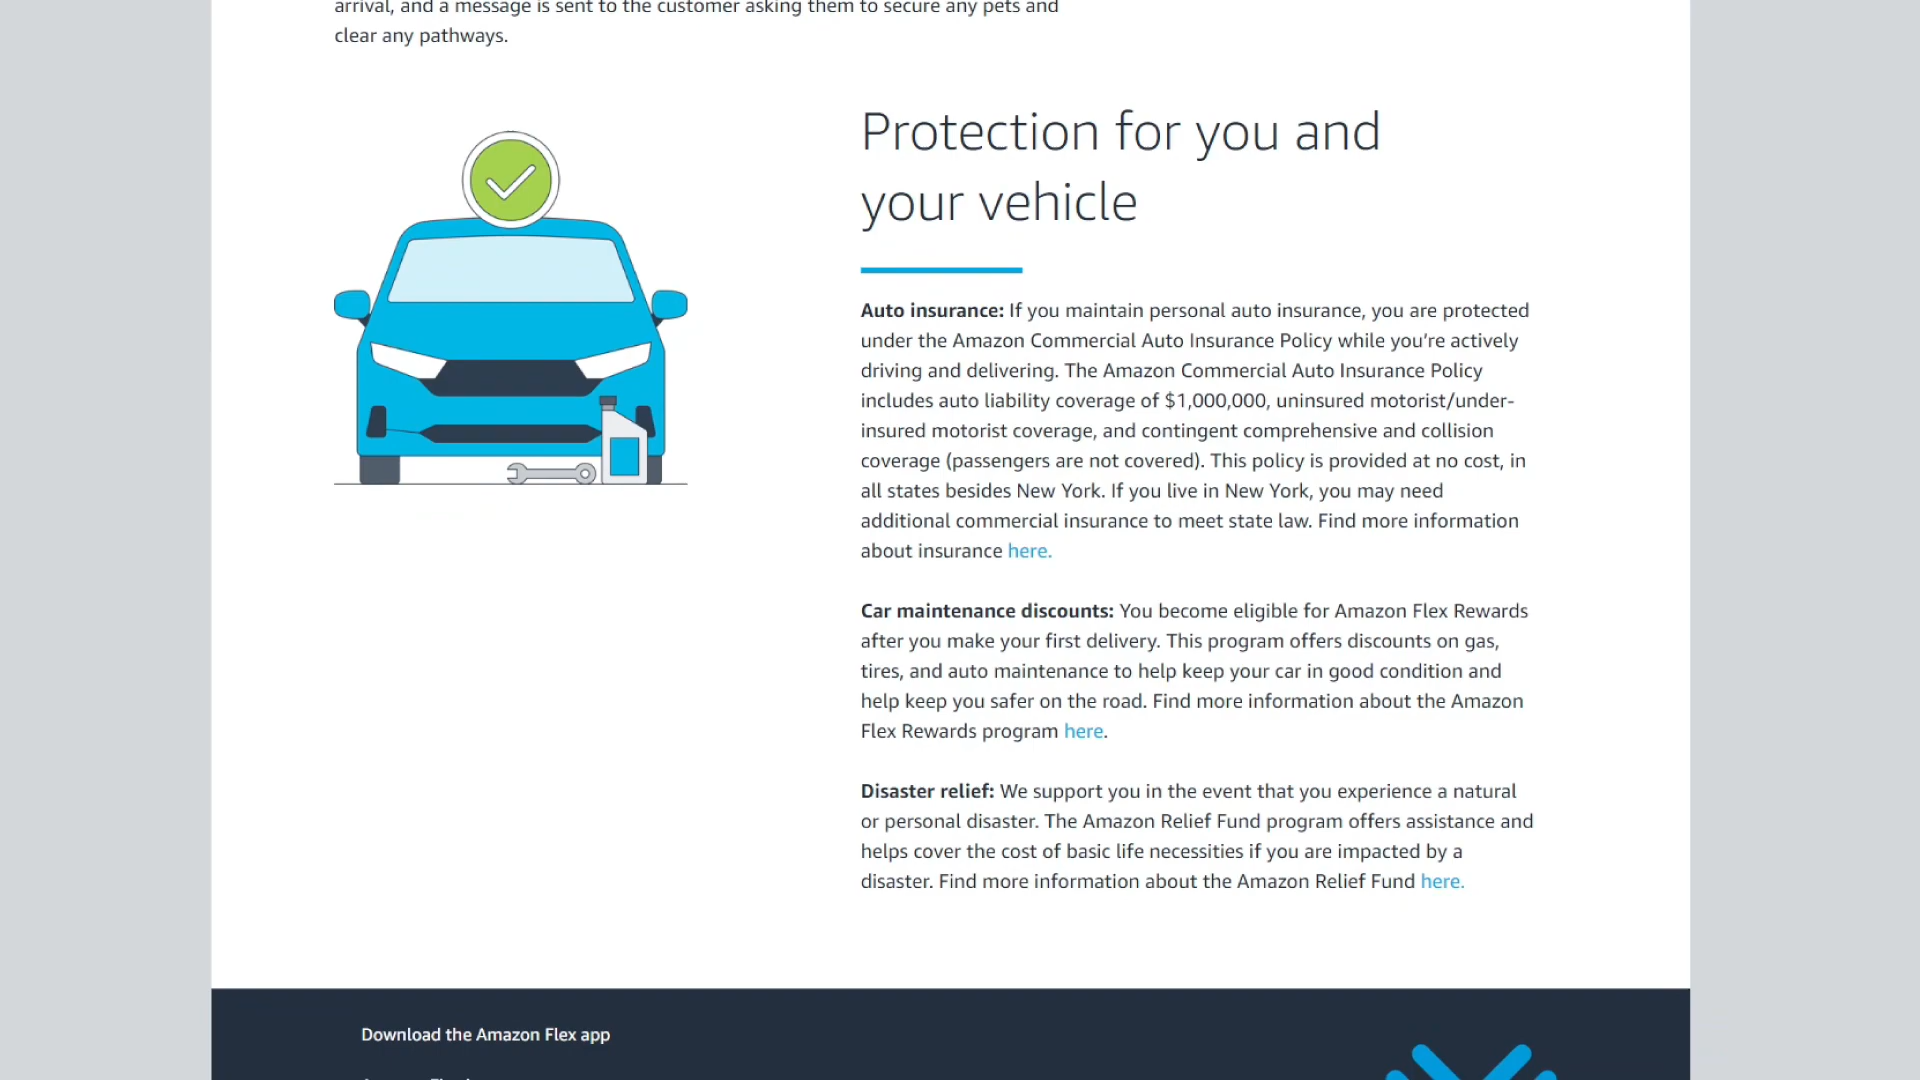 arrival, and a message is sent to the customer asking them to secure any pets and
clear any pathways.
Protection for you and
your vehicle
Auto insurance: If you maintain personal auto insurance, you are protected
under the Amazon Commercial Auto Insurance Policy while you’re actively
driving and delivering. The Amazon Commercial Auto Insurance Policy
includes auto liability coverage of $1,000,000, uninsured motorist/under-
insured motorist coverage, and contingent comprehensive and collision
coverage (passengers are not covered). This policy is provided at no cost, in
all states besides New York. If you live in New York, you may need
additional commercial insurance to meet state law. Find more information
about insurance here.
Car maintenance discounts: You become eligible for Amazon Flex Rewards
after you make your first delivery. This program offers discounts on gas,
tires, and auto maintenance to help keep your car in good condition and
help keep you safer on the road. Find more information about the Amazon
Flex Rewards program here.
Disaster relief: We support you in the event that you experience a natural
or personal disaster. The Amazon Relief Fund program offers assistance and
helps cover the cost of basic life necessities if you are impacted by a
disaster. Find more information about the Amazon Relief Fund here.
Download the Amazon Flex app